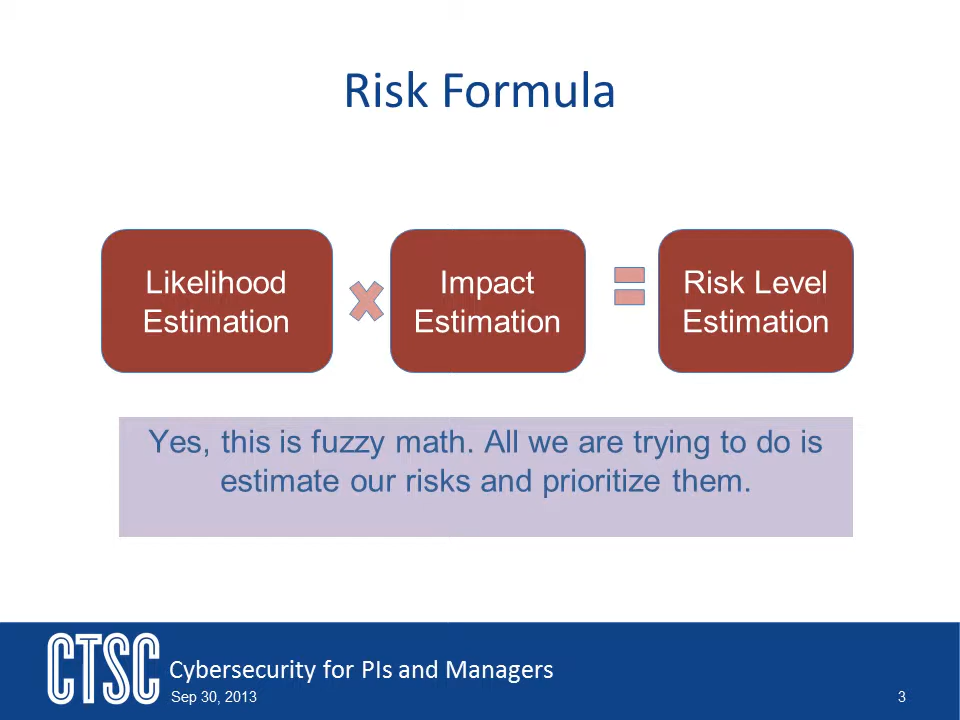 Risk Formula
Likelihood
Estimation
Impact
Estimation
Risk Level
Estimation
Yes, this is fuzzy math. All we are trying to do is
estimate our risks and prioritize them.
CTSC
Cybersecurity for PIs and Managers
Sep 30, 2013
3